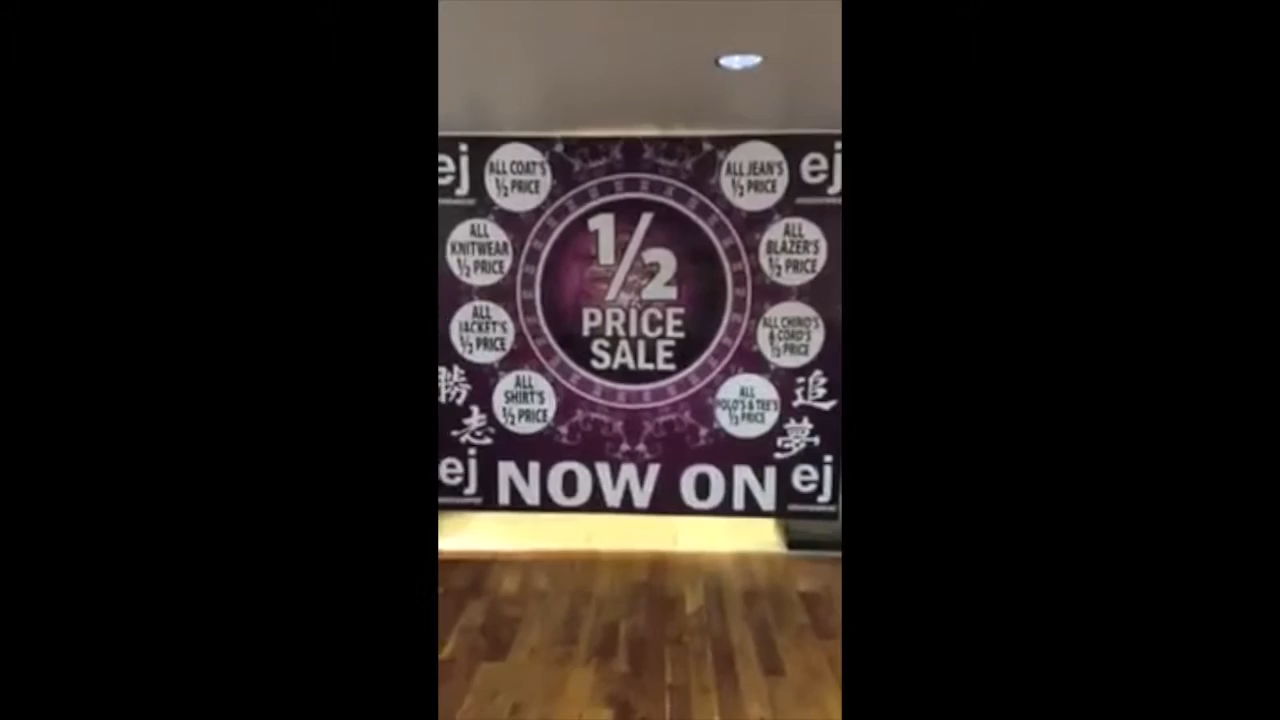 ej
ALL COAT'S
½ PRICE
ALL JEAN'S
½ PRICE
ej
ALL
KNITWEAR
½ PRICE
ALL
BLAZER'S
½ PRICE
½
PRICE
SALE
ALL
JACKET'S
½ PRICE
ALL CHINO'S
& CORD'S
½ PRICE
ALL
SHIRT'S
½ PRICE
ALL
POLO'S & TEE'S
½ PRICE
勝
志
追
夢
ej
NOW ON
ej